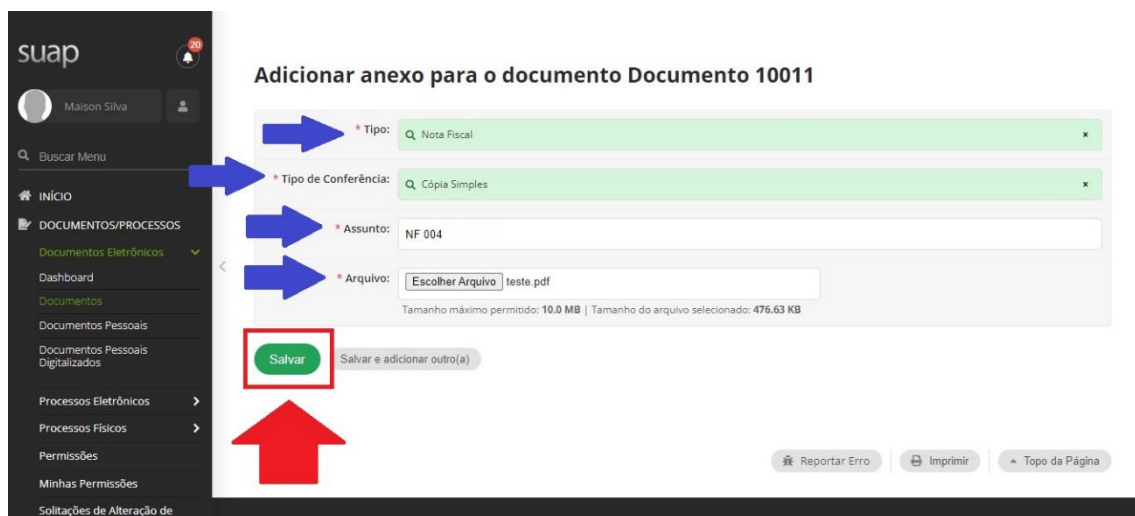 suap
20
Maison Silva
Buscar Menu
INÍCIO
DOCUMENTOS/PROCESSOS
Documentos Eletrônicos
Dashboard
Documentos
Documentos Pessoais
Documentos Pessoais
Digitalizados
Processos Eletrônicos
Processos Físicos
Permissões
Minhas Permissões
Solitações de Alteração de
Adicionar anexo para o documento Documento 10011
* Tipo: Nota Fiscal ×
* Tipo de Conferência: Cópia Simples ×
* Assunto: NF 004
* Arquivo: Escolher Arquivo teste.pdf
Tamanho máximo permitido: 10.0 MB | Tamanho do arquivo selecionado: 476.63 KB
Salvar Salvar e adicionar outro(a)
Reportar Erro Imprimir Topo da Página